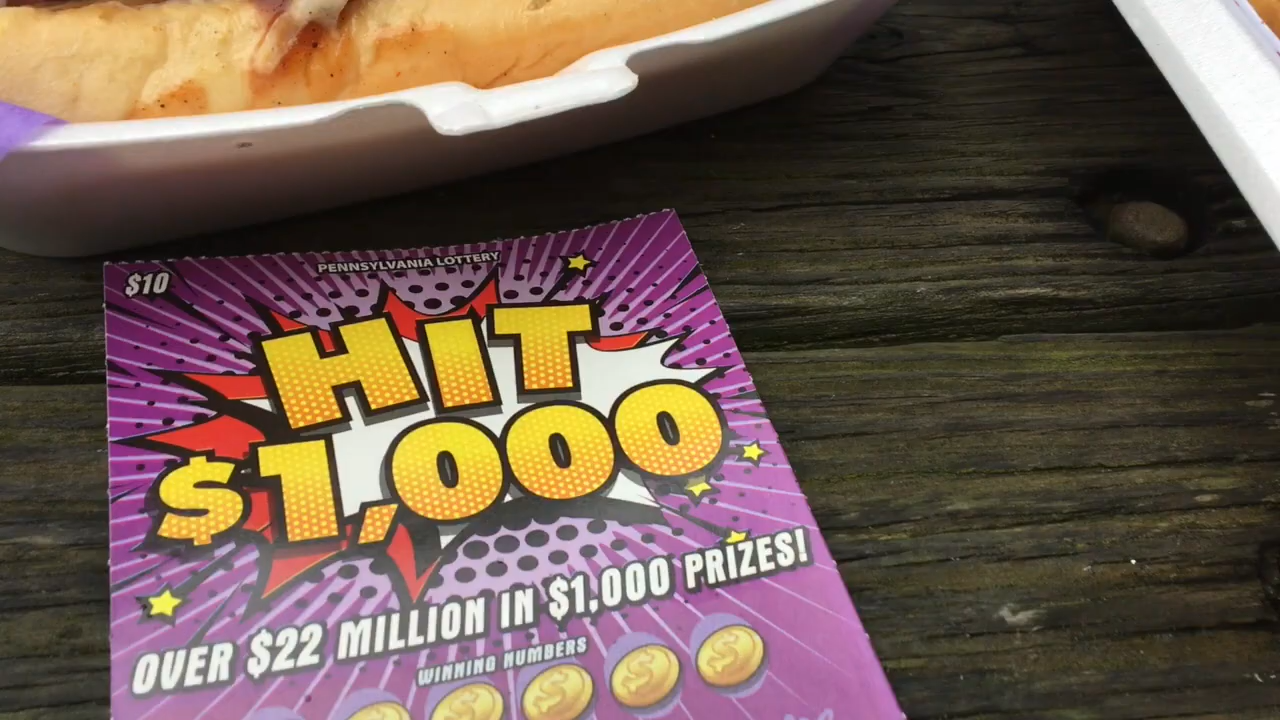 $10
PENNSYLVANIA LOTTERY
HIT
$1,000
OVER $22 MILLION IN $1,000 PRIZES!
WINNING NUMBERS